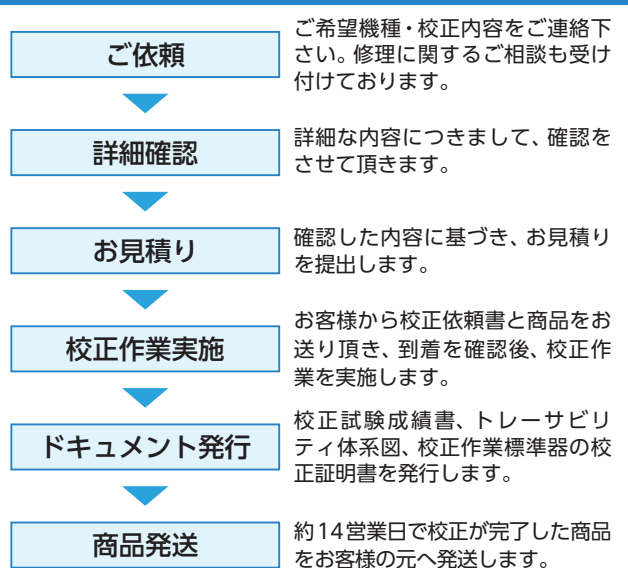 ご依頼
ご希望機種・校正内容をご連絡下
さい。修理に関するご相談も受け
付けております。
詳細確認
詳細な内容につきまして、確認を
させて頂きます。
お見積り
確認した内容に基づき、お見積り
を提出します。
校正作業実施
お客様から校正依頼書と商品をお
送り頂き、到着を確認後、校正作
業を実施します。
ドキュメント発行
校正試験成績書、トレーサビリ
ティ体系図、校正作業標準器の校
正証明書を発行します。
商品発送
約14営業日で校正が完了した商品
をお客様の元へ発送します。